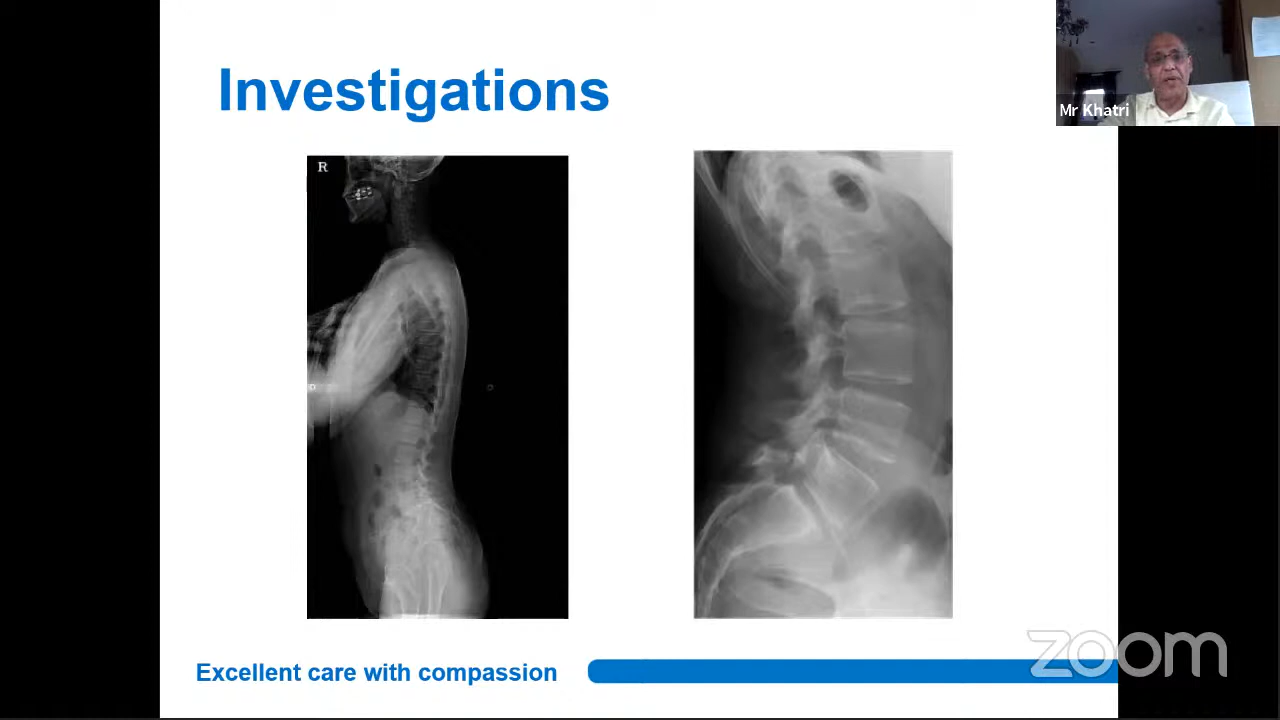 Investigations
Mr Khatri
R
D
Excellent care with compassion
zoom